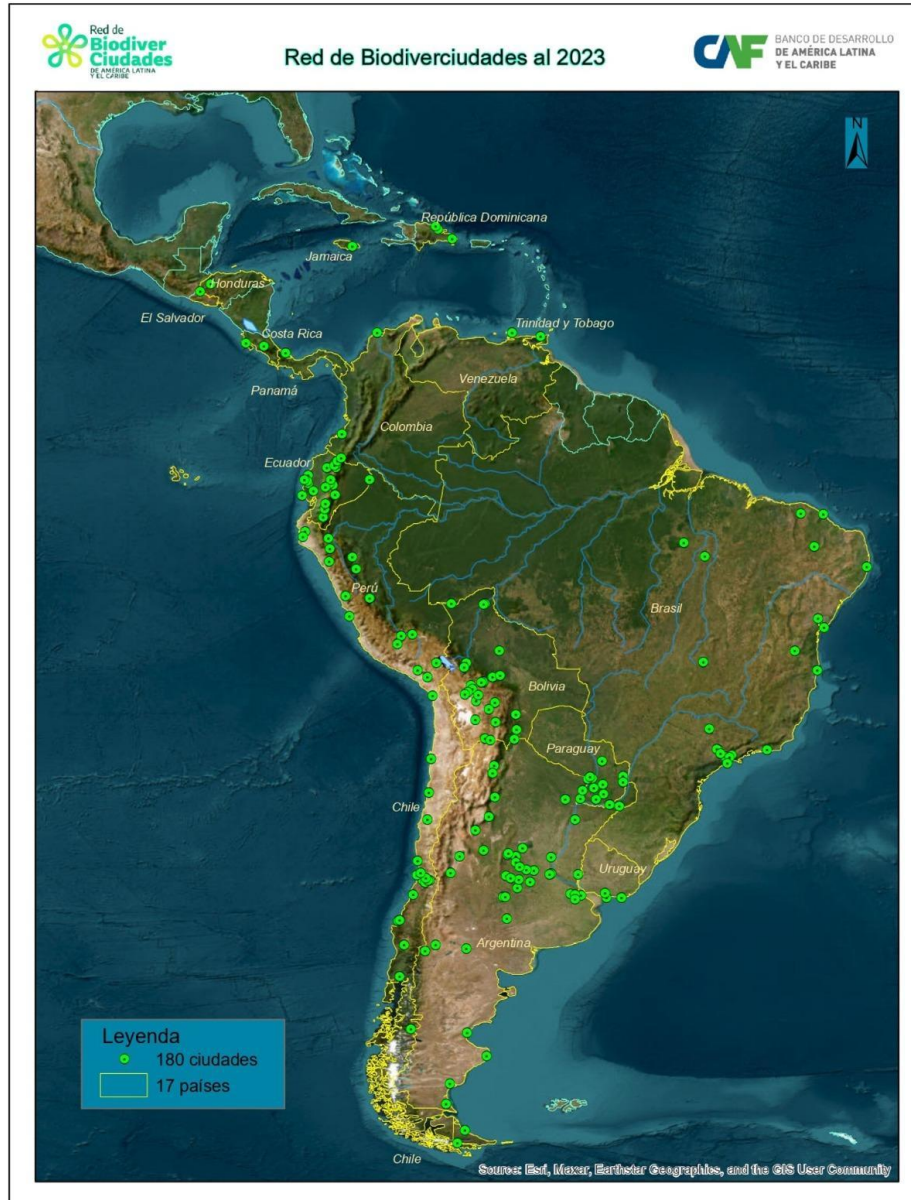 Red de
Biodiver
Ciudades
DE AMÉRICA LATINA
Y EL CARIBE
Red de Biodiverciudades al 2023
CAF
BANCO DE DESARROLLO
DE AMÉRICA LATINA
Y EL CARIBE
N
República Dominicana
Jamaica
Honduras
El Salvador
Trinidad y Tobago
Costa Rica
Panamá
Venezuela
Colombia
Ecuador
Perú
Brasil
Bolivia
Paraguay
Chile
Uruguay
Argentina
Leyenda
180 ciudades
17 países
Chile
Source: Esri, Maxar, Earthstar Geographics, and the GIS User Community